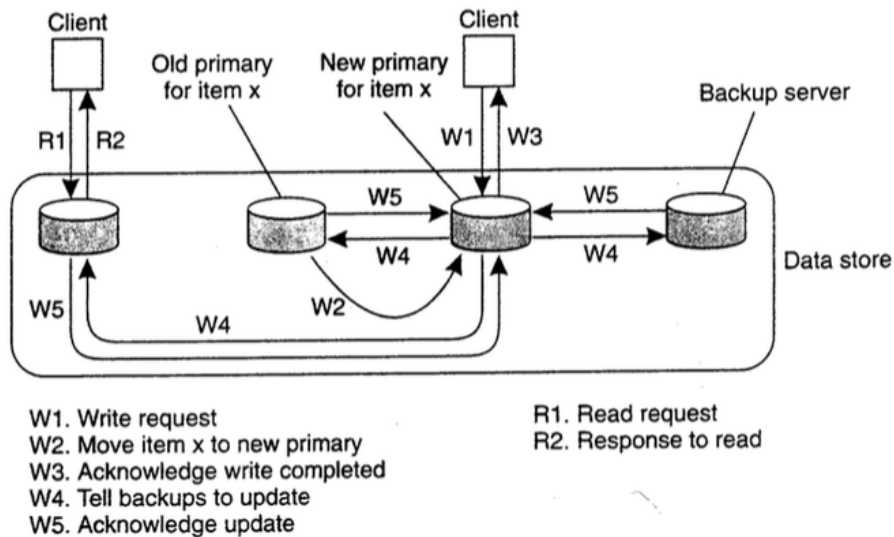 Client
Client
Old primary
for item x
New primary
for item x
Backup server
R1
R2
W1
W3
W5
W5
W4
W4
Data store
W5
W4
W2
W1. Write request
W2. Move item x to new primary
W3. Acknowledge write completed
W4. Tell backups to update
W5. Acknowledge update
R1. Read request
R2. Response to read